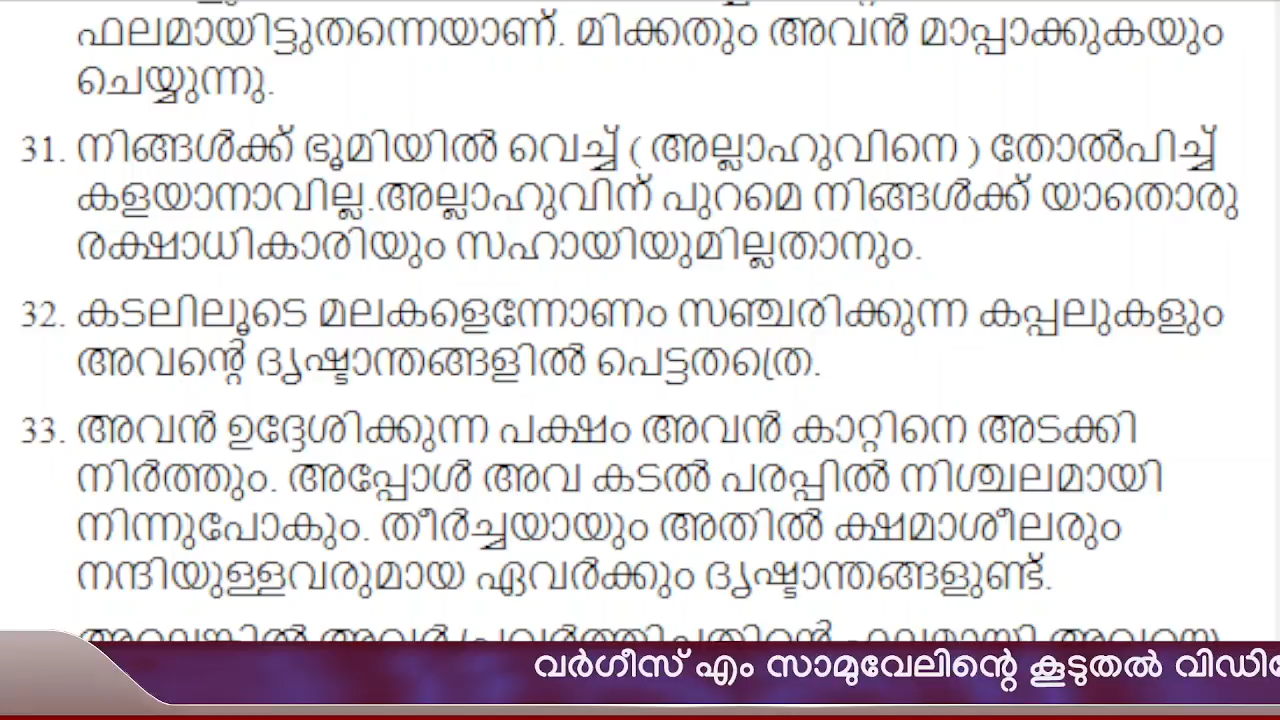 ഫലമായിട്ടുതന്നെയാണ്. മിക്കതും അവൻ മാപ്പാക്കുകയും
ചെയ്യുന്നു.
31. നിങ്ങൾക്ക് ഭൂമിയിൽ വെച്ച് ( അല്ലാഹുവിനെ ) തോൽപിച്ച്
കളയാനാവില്ല.അല്ലാഹുവിന് പുറമെ നിങ്ങൾക്ക് യാതൊരു
രക്ഷാധികാരിയും സഹായിയുമില്ലതാനും.
32. കടലിലൂടെ മലകളെന്നോണം സഞ്ചരിക്കുന്ന കപ്പലുകളും
അവന്റെ ദൃഷ്ടാന്തങ്ങളിൽ പെട്ടതത്രെ.
33. അവൻ ഉദ്ദേശിക്കുന്ന പക്ഷം അവൻ കാറ്റിനെ അടക്കി
നിർത്തും. അപ്പോൾ അവ കടൽ പരപ്പിൽ നിശ്ചലമായി
നിന്നുപോകും. തീർച്ചയായും അതിൽ ക്ഷമാശീലരും
നന്ദിയുള്ളവരുമായ ഏവർക്കും ദൃഷ്ടാന്തങ്ങളുണ്ട്.
വർഗീസ് എം സാമുവേലിന്റെ കൂടുതൽ